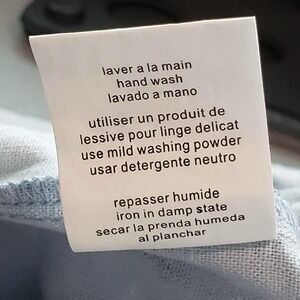 laver a la main
hand wash
lavado a mano
utiliser un produit de
lessive pour linge delicat
use mild washing powder
usar detergente neutro
repasser humide
iron in damp state
secar la prenda humeda
al planchar